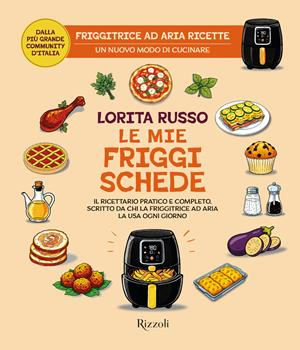 DALLA
PIÙ GRANDE
COMMUNITY
D'ITALIA
FRIGGITRICE AD ARIA RICETTE
UN NUOVO MODO DI CUCINARE
LORITA RUSSO
LE MIE
FRIGGI
SCHEDE
IL RICETTARIO PRATICO E COMPLETO,
SCRITTO DA CHI LA FRIGGITRICE AD ARIA
LA USA OGNI GIORNO
Rizzoli